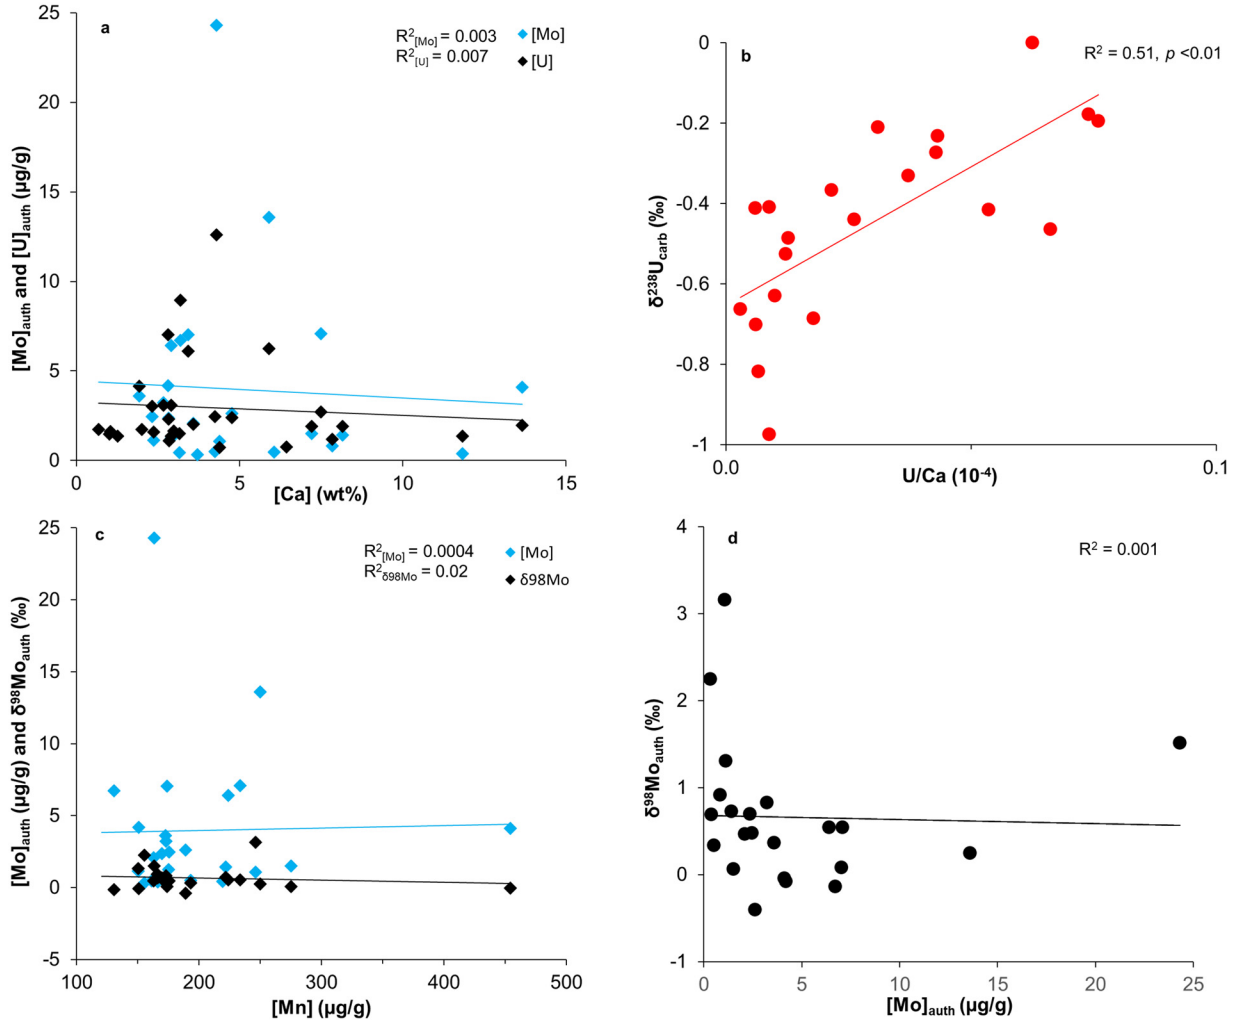 a
R²[Mo] = 0.003
R²[U] = 0.007
[Mo]
[U]
25
20
15
10
5
0
0
5
10
15
[Ca] (wt%)
[Mo]auth and [U]auth (µg/g)
b
R² = 0.51, p <0.01
-0
-0.2
-0.4
-0.6
-0.8
-1
0.0
0.1
U/Ca (10⁻⁴)
δ²³⁸Ucarb (‰)
c
R²[Mo] = 0.0004
R²δ98Mo = 0.02
[Mo]
δ98Mo
25
20
15
10
5
0
-5
100
200
300
400
500
[Mn] (µg/g)
[Mo]auth (µg/g) and δ⁹⁸Moauth (‰)
d
R² = 0.001
4
3
2
1
0
-1
0
5
10
15
20
25
[Mo]auth (µg/g)
δ⁹⁸Moauth (‰)